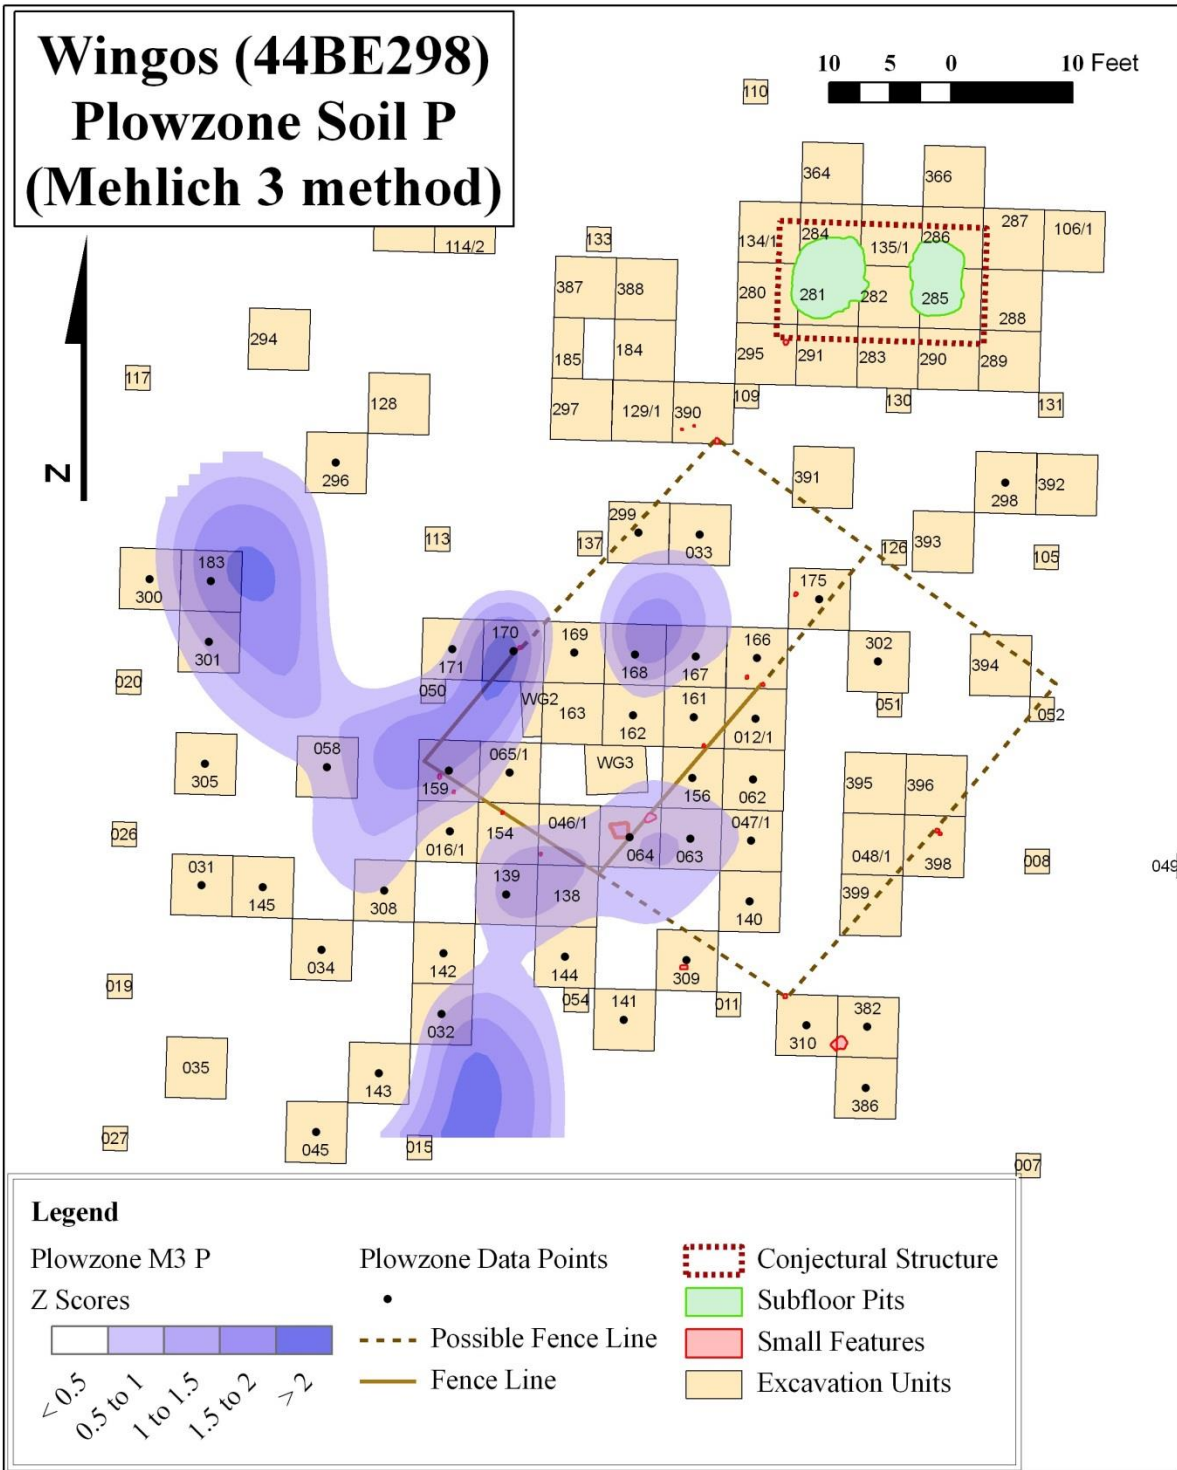 Wingos (44BE298)
Plowzone Soil P
(Mehlich 3 method)
10 5 0 10 Feet
110
364 366
287 106/1
134/1 284 135/1 286
114/2 133
387 388
280 281 282 285 288
294
185 184
295 291 283 290 289
117
128
297 129/1 390 109 130 131
296
391
298 392
N
299 033
113 137 126 393 105
183 175
300
170 169 166
301 171 168 167 302 394
020 050
WG2 163 161 051 052
162 012/1
058 065/1 WG3
305 159 156 062 395 396
026 154 046/1 047/1
016/1 064 063 048/1 398 008
031 049
145 308 139 138 140 399
034 142 144 309
019 054 141 011 382
032 310
035 143 386
027 045 015
007
Legend
Plowzone M3 P
Z Scores
< 0.5
0.5 to 1
1 to 1.5
1.5 to 2
> 2
Plowzone Data Points
Possible Fence Line
Fence Line
Conjectural Structure
Subfloor Pits
Small Features
Excavation Units